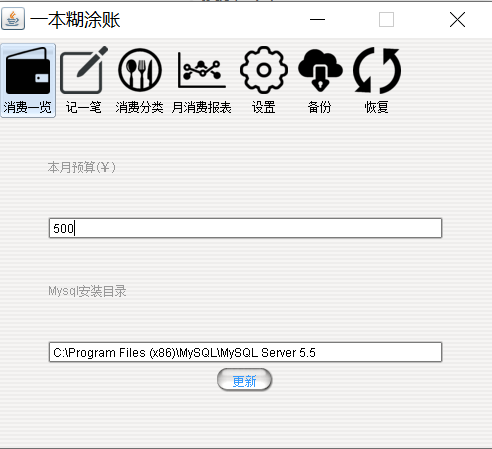 一本糊涂账
消费一览 记一笔 消费分类 月消费报表 设置 备份 恢复
本月预算(¥)
500
Mysql安装目录
C:\Program Files (x86)\MySQL\MySQL Server 5.5
更新